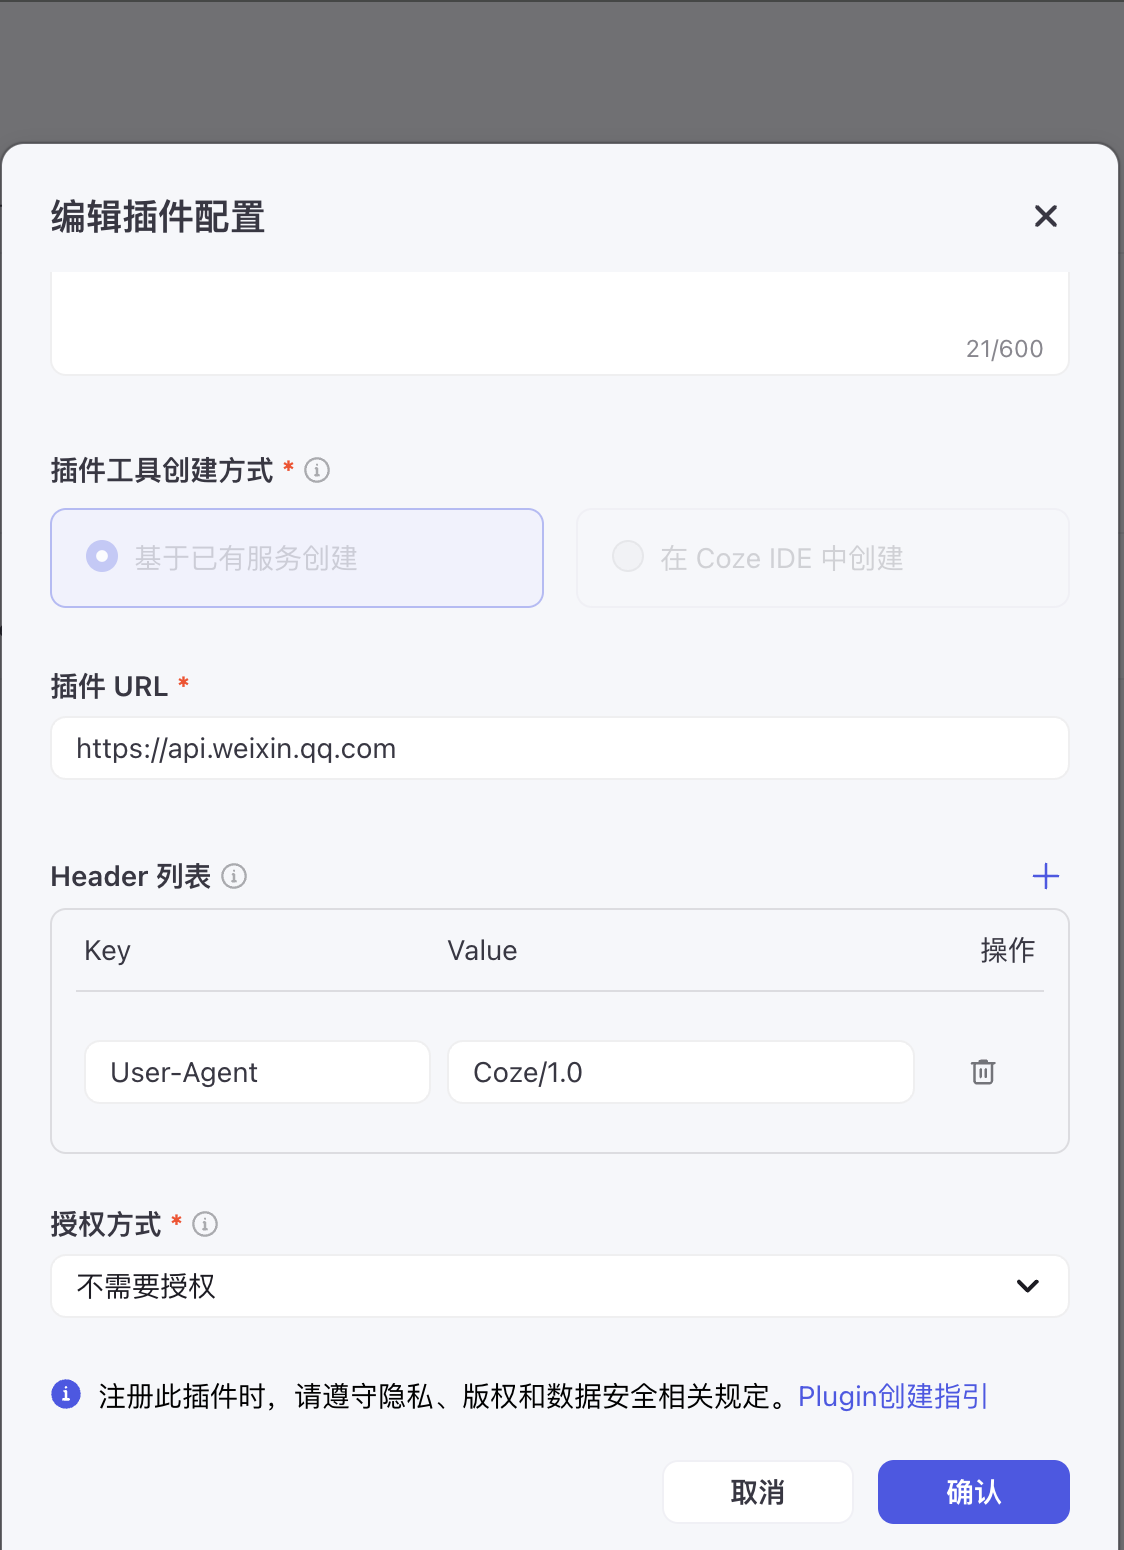 编辑插件配置
21/600
插件工具创建方式 *
基于已有服务创建
在 Coze IDE 中创建
插件 URL *
https://api.weixin.qq.com
Header 列表
Key Value 操作
User-Agent Coze/1.0
授权方式 *
不需要授权
注册此插件时，请遵守隐私、版权和数据安全相关规定。Plugin创建指引
取消 确认